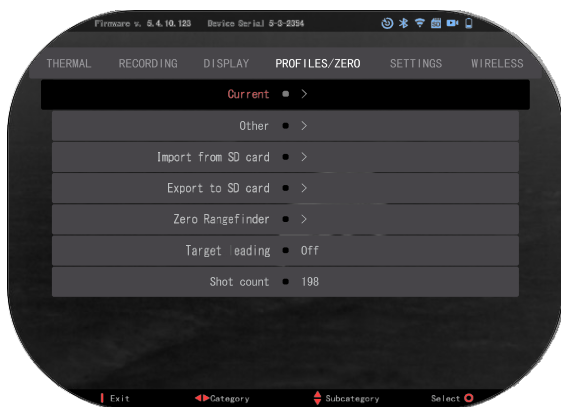 Firmware v. 5.4.10.123 Device Serial 5-3-2354
THERMAL RECORDING DISPLAY PROFILES/ZERO SETTINGS WIRELESS
Current >
Other >
Import from SD card >
Export to SD card >
Zero Rangefinder >
Target leading Off
Shot count 198
Exit Category Subcategory Select